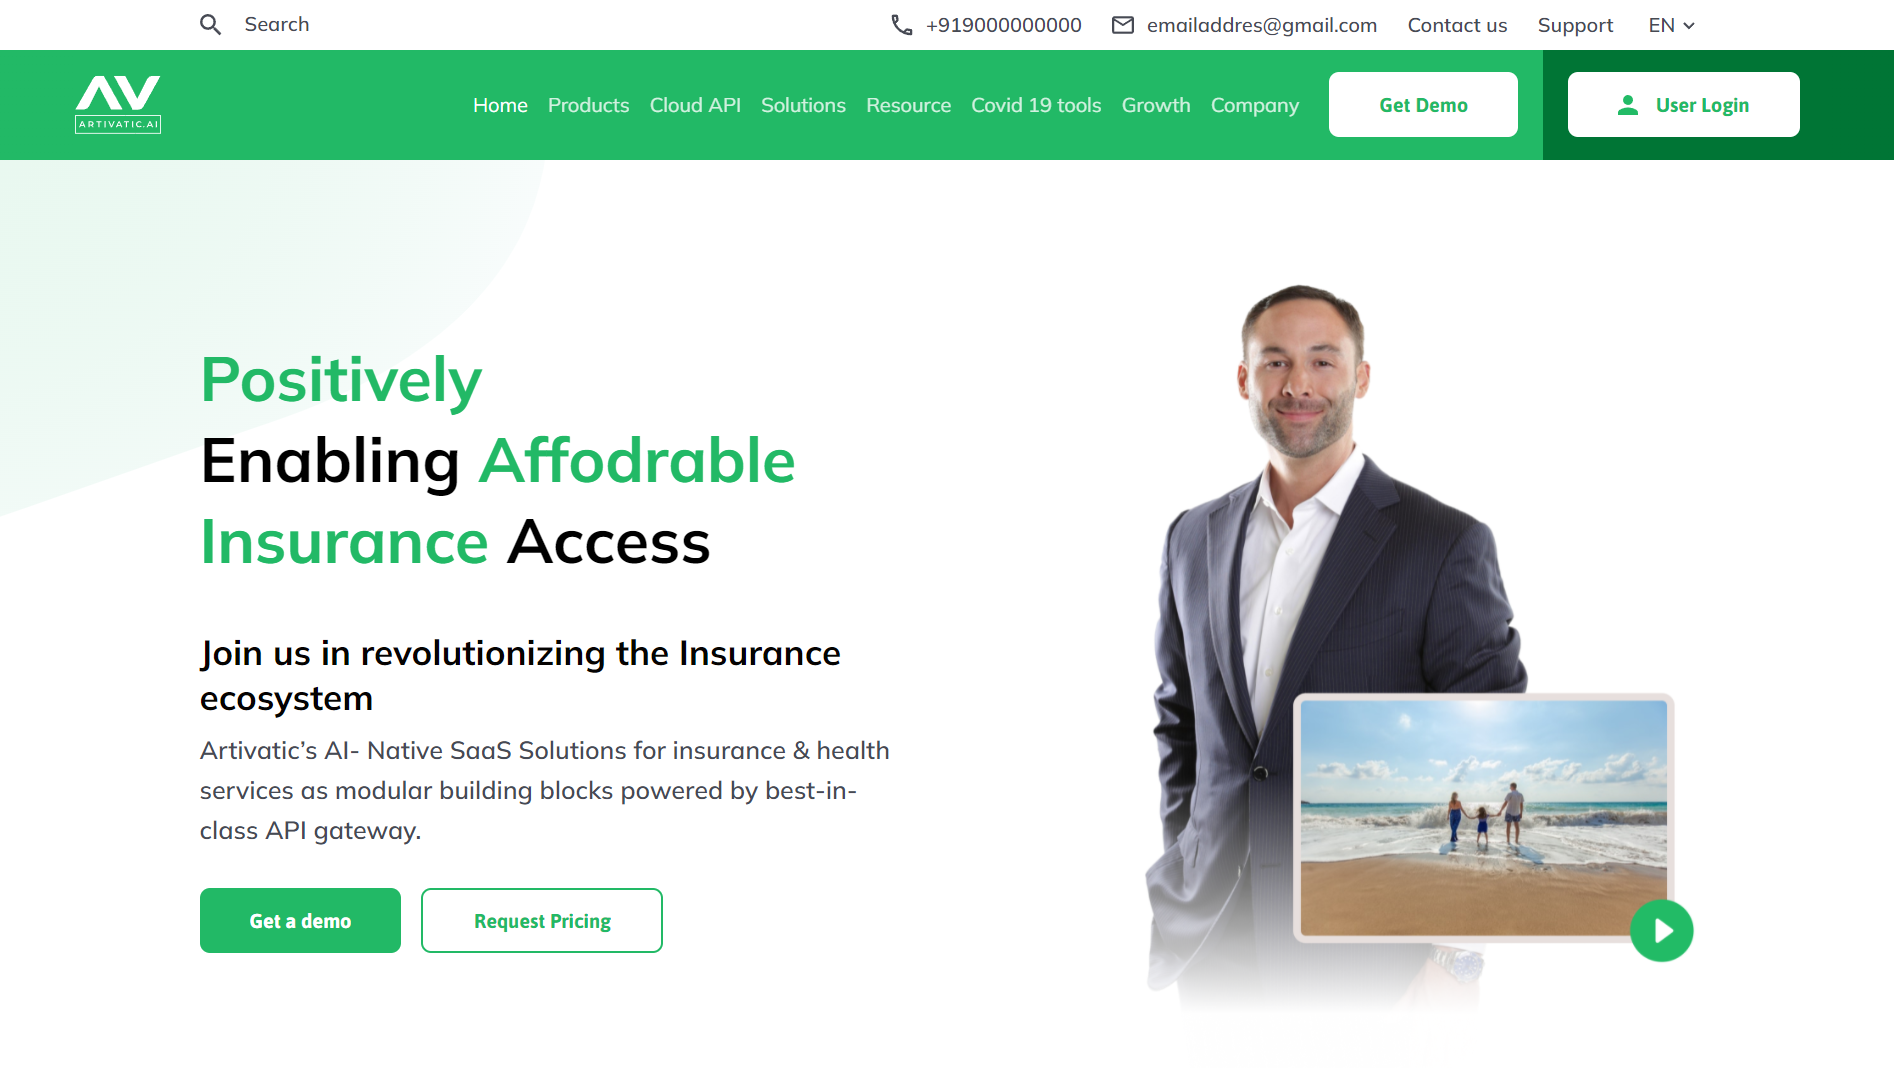 Search
+919000000000
emailaddres@gmail.com
Contact us
Support
EN
AV
ARTIVATIC.AI
Home
Products
Cloud API
Solutions
Resource
Covid 19 tools
Growth
Company
Get Demo
User Login
Positively
Enabling Affodrable
Insurance Access
Join us in revolutionizing the Insurance
ecosystem
Artivatic’s AI- Native SaaS Solutions for insurance & health
services as modular building blocks powered by best-in-
class API gateway.
Get a demo
Request Pricing